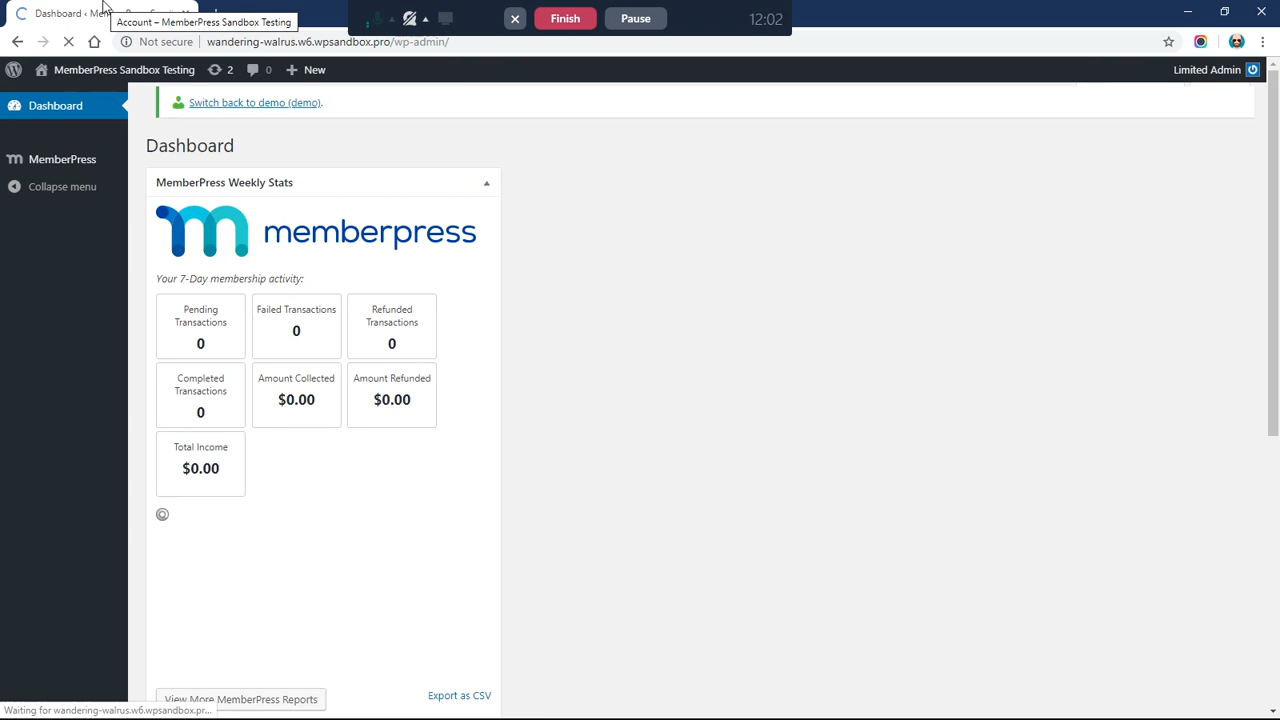 Dashboard ‹ Mem
Account – MemberPress Sandbox Testing
Finish
Pause
12:02
Not secure
wandering-walrus.w6.wpsandbox.pro/wp-admin/
MemberPress Sandbox Testing
2
0
New
Limited Admin
Dashboard
MemberPress
Collapse menu
Switch back to demo (demo).
Dashboard
MemberPress Weekly Stats
memberpress
Your 7-Day membership activity:
Pending
Transactions
0
Failed Transactions
0
Refunded
Transactions
0
Completed
Transactions
0
Amount Collected
$0.00
Amount Refunded
$0.00
Total Income
$0.00
View More MemberPress Reports
Export as CSV
Waiting for wandering-walrus.w6.wpsandbox.pr...